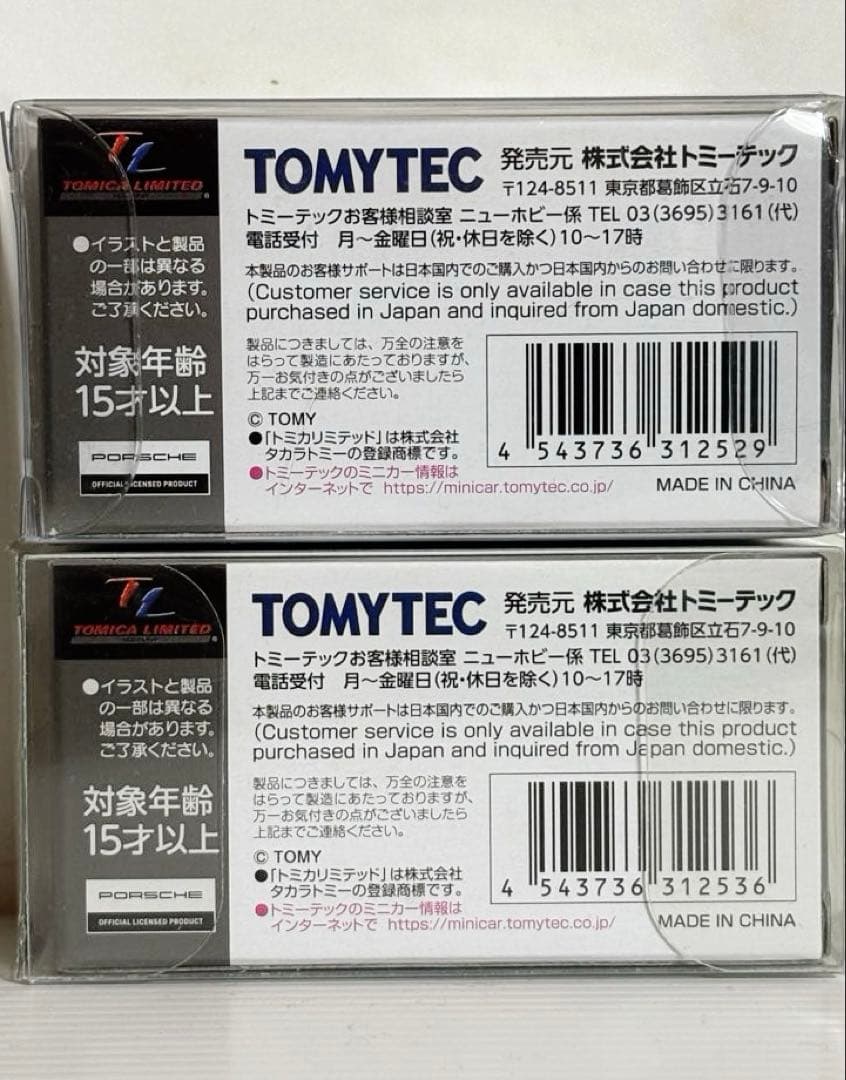 TL
TOMICA LIMITED
●イラストと製品
の一部は異なる
場合があります。
ご了承ください。
対象年齢
15才以上
PORSCHE
OFFICIAL LICENSED PRODUCT
TOMYTEC 発売元 株式会社トミーテック
〒124-8511 東京都葛飾区立石7-9-10
トミーテックお客様相談室 ニューホビー係 TEL 03(3695)3161(代)
電話受付 月〜金曜日(祝・休日を除く)10〜17時
本製品のお客様サポートは日本国内でのご購入かつ日本国内からのお問い合わせに限ります。
(Customer service is only available in case this product
purchased in Japan and inquired from Japan domestic.)
製品につきましては、万全の注意を
はらって製造にあたっておりますが、
万一お気付きの点がございましたら
上記までご連絡ください。
© TOMY
●「トミカリミテッド」は株式会社
タカラトミーの登録商標です。
●トミーテックのミニカー情報は
インターネットで https://minicar.tomytec.co.jp/
4 543736 312529
MADE IN CHINA
TL
TOMICA LIMITED
●イラストと製品
の一部は異なる
場合があります。
ご了承ください。
対象年齢
15才以上
PORSCHE
OFFICIAL LICENSED PRODUCT
TOMYTEC 発売元 株式会社トミーテック
〒124-8511 東京都葛飾区立石7-9-10
トミーテックお客様相談室 ニューホビー係 TEL 03(3695)3161(代)
電話受付 月〜金曜日(祝・休日を除く)10〜17時
本製品のお客様サポートは日本国内でのご購入かつ日本国内からのお問い合わせに限ります。
(Customer service is only available in case this product
purchased in Japan and inquired from Japan domestic.)
製品につきましては、万全の注意を
はらって製造にあたっておりますが、
万一お気付きの点がございましたら
上記までご連絡ください。
© TOMY
●「トミカリミテッド」は株式会社
タカラトミーの登録商標です。
●トミーテックのミニカー情報は
インターネットで https://minicar.tomytec.co.jp/
4 543736 312536
MADE IN CHINA